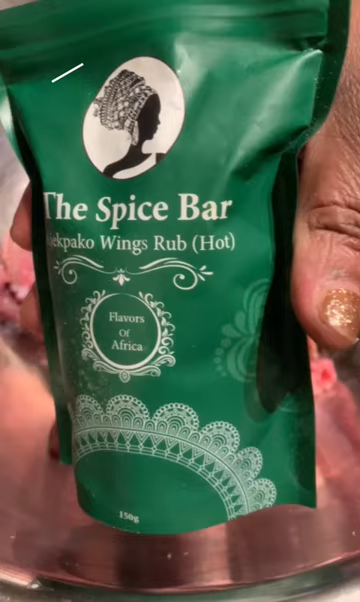 The Spice Bar
Wings Rub (Hot)
Flavors
Of
Africa
150g